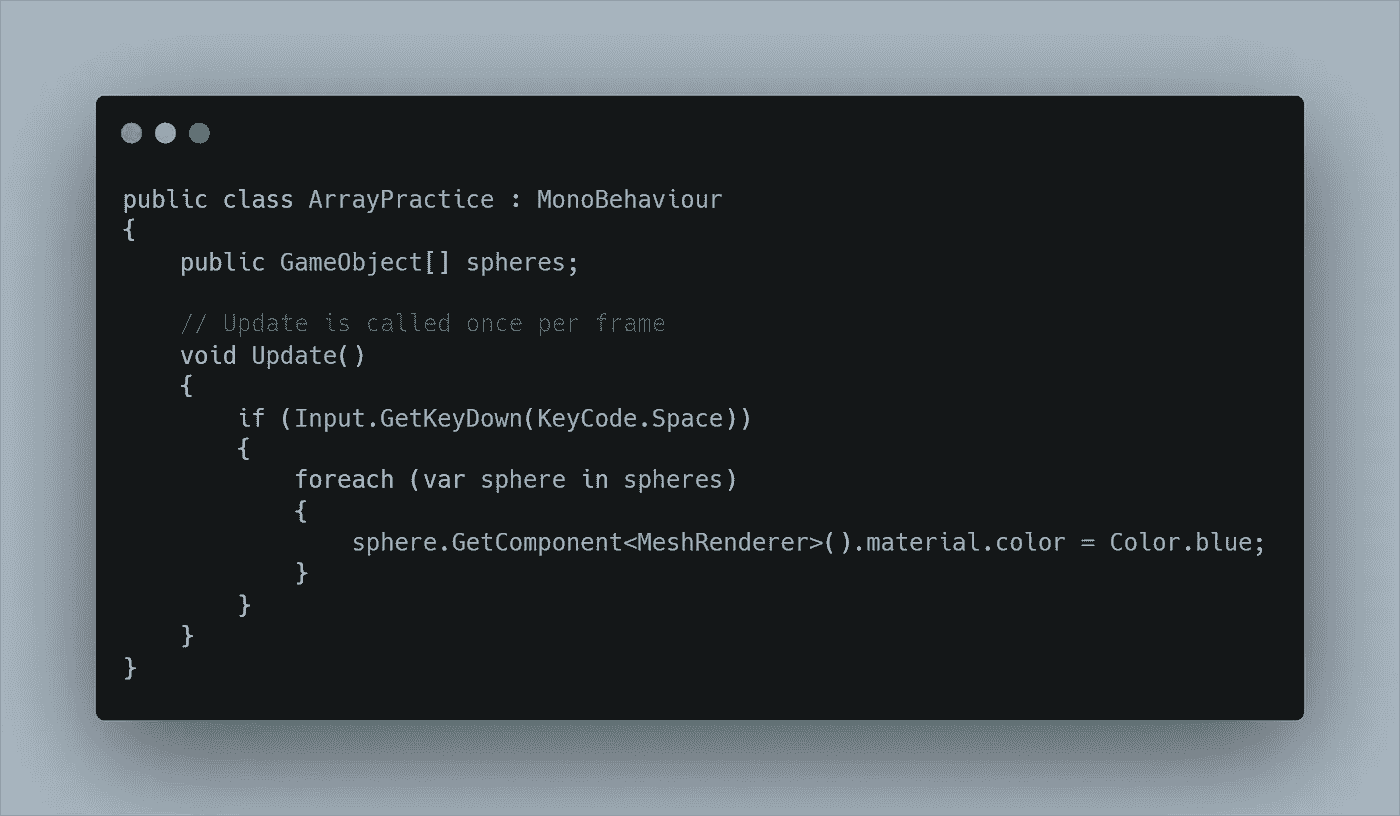 public class ArrayPractice : MonoBehaviour
{
    public GameObject[] spheres;

    // Update is called once per frame
    void Update()
    {
        if (Input.GetKeyDown(KeyCode.Space))
        {
            foreach (var sphere in spheres)
            {
                sphere.GetComponent<MeshRenderer>().material.color = Color.blue;
            }
        }
    }
}